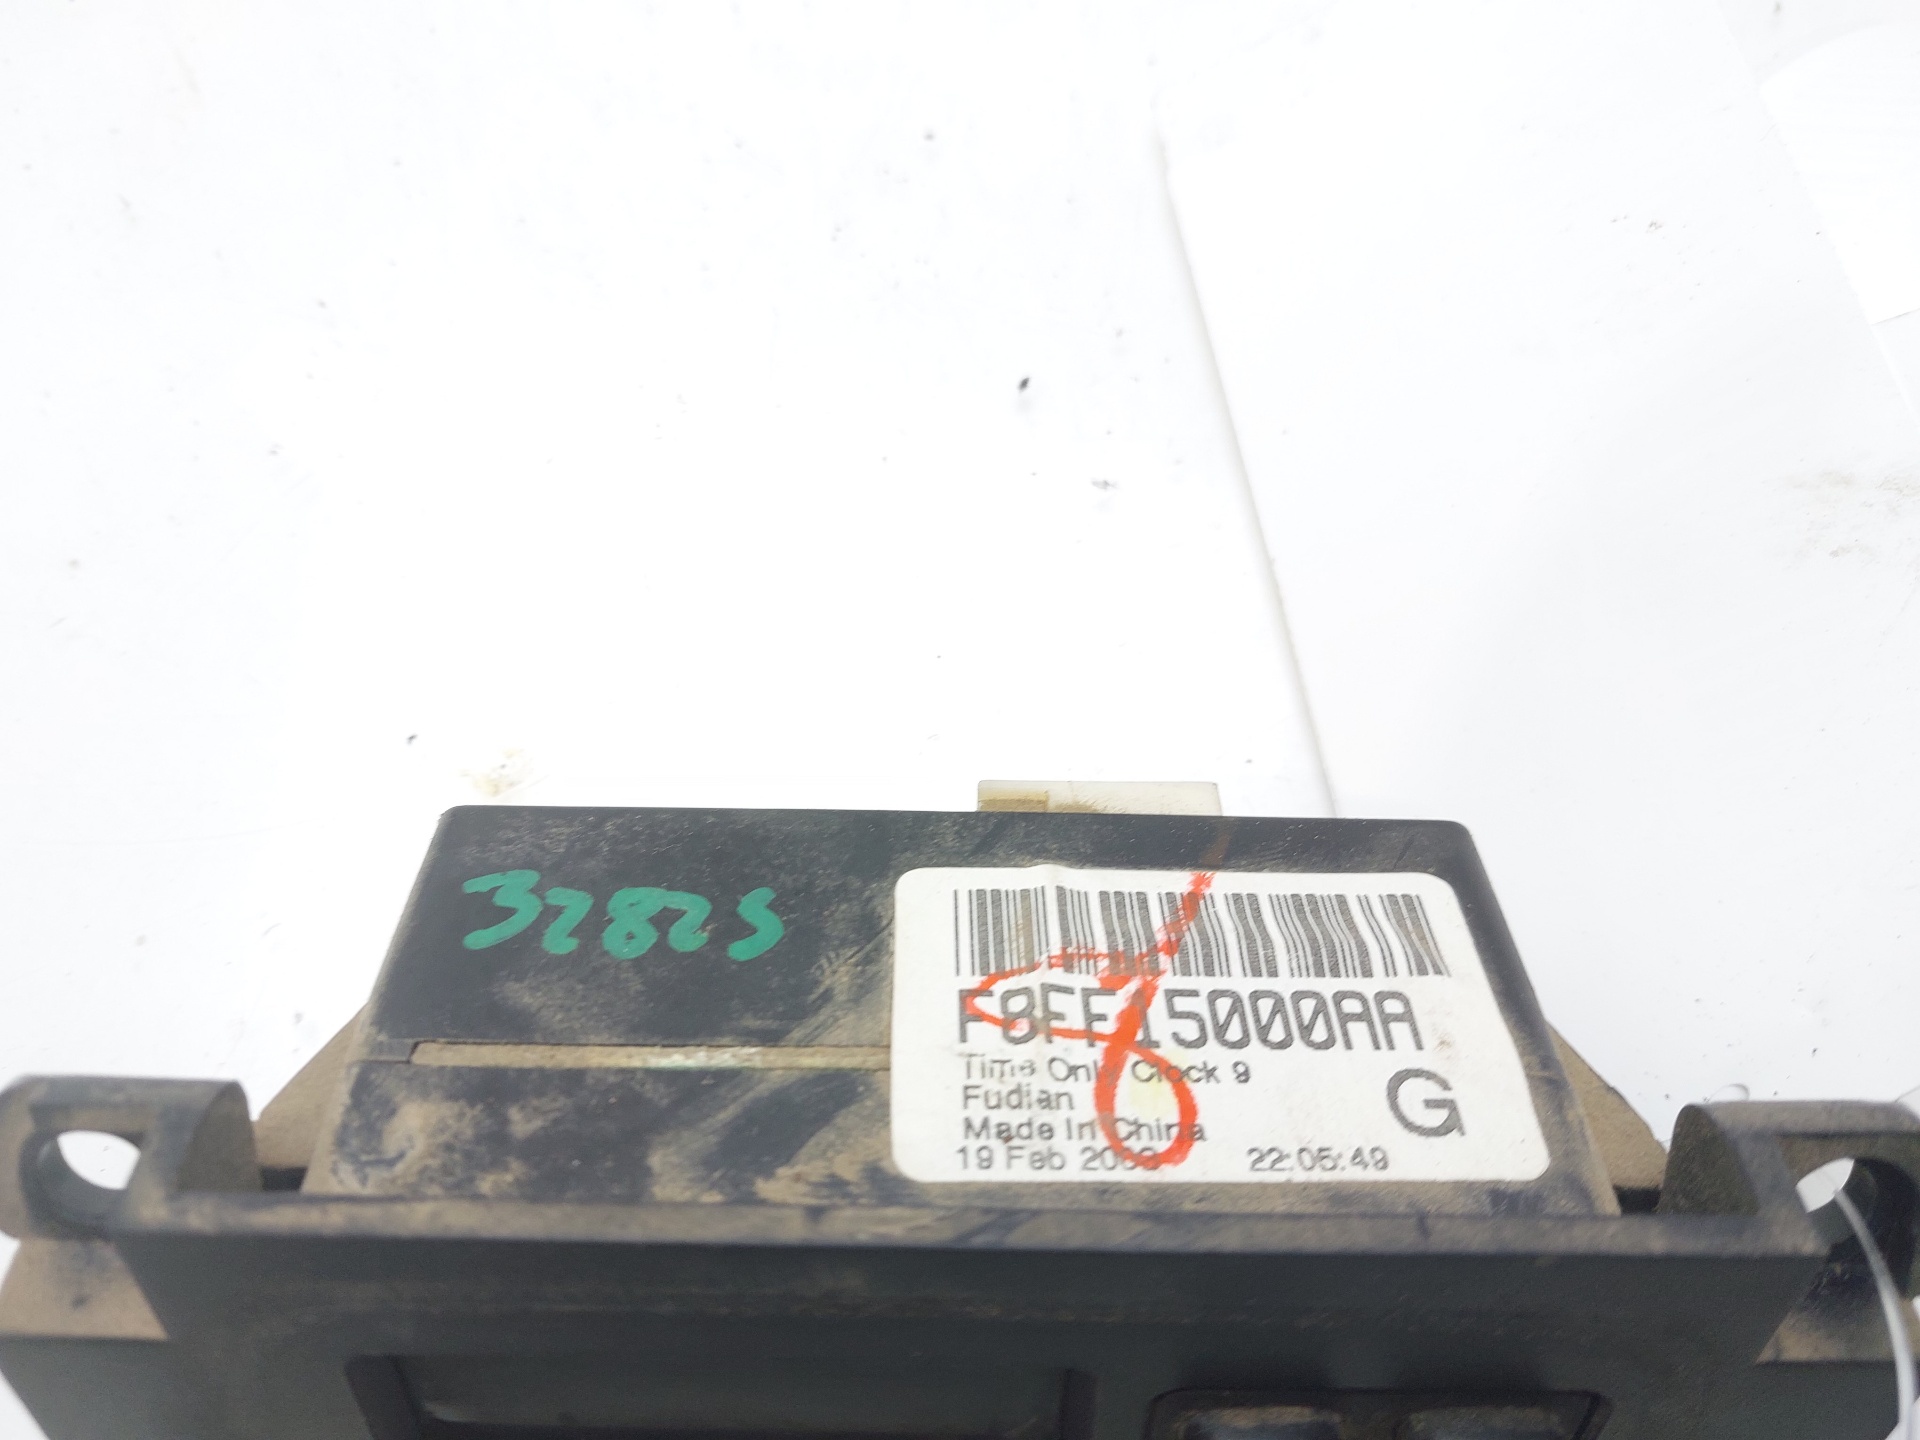 32825
F8FF15000AA
Time Only Clock 9
Fudian
G
Made In China
19 Feb 22:05:49